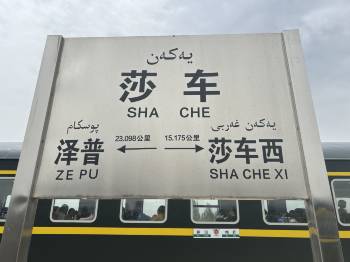 يەكەن
莎车
SHA CHE
پوسكام
يەكەن غەربىي
23.098公里
15.175公里
泽普
莎车西
ZE PU
SHA CHE XI